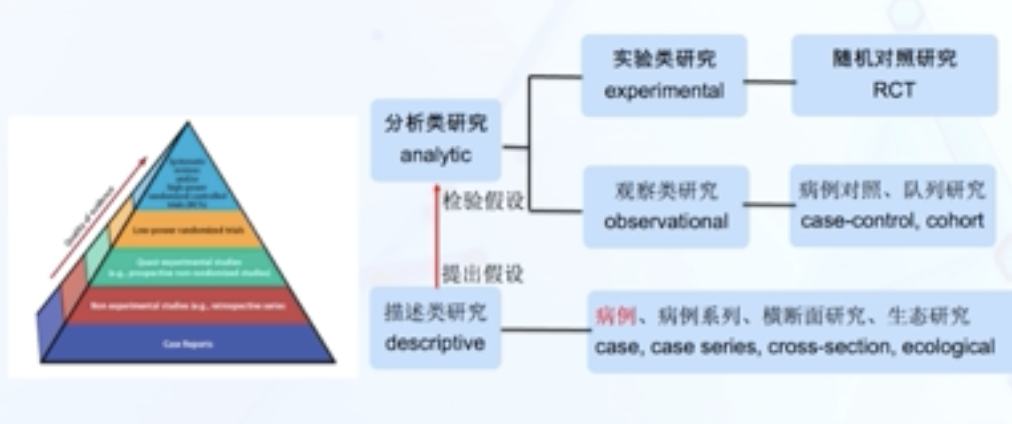 Quality of evidence
Systematic
reviews
and/or
high-power
randomized controlled
trials (RCTs)
Low-power randomized trials
Quasi experimental studies
(e.g., prospective non-randomized studies)
Non experimental studies (e.g., retrospective series
Case Reports
分析类研究
analytic
检验假设
提出假设
描述类研究
descriptive
实验类研究
experimental
随机对照研究
RCT
观察类研究
observational
病例对照、队列研究
case-control, cohort
病例、病例系列、横断面研究、生态研究
case, case series, cross-section, ecological